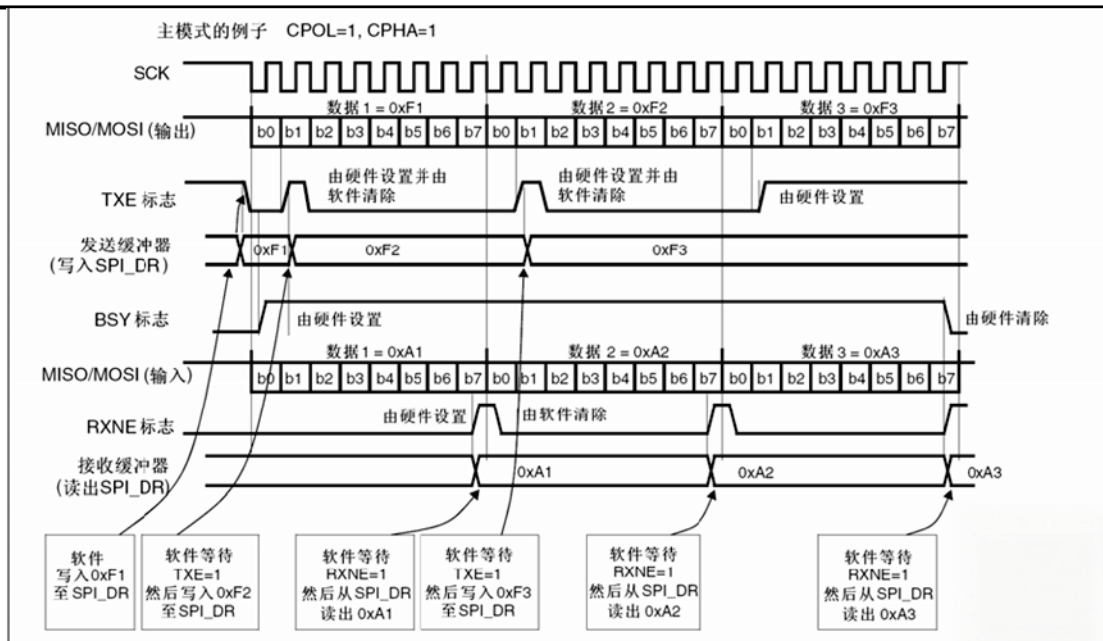 主模式的例子 CPOL=1, CPHA=1
SCK
数据 1 = 0xF1 数据 2 = 0xF2 数据 3 = 0xF3
MISO/MOSI (输出) b0 b1 b2 b3 b4 b5 b6 b7 b0 b1 b2 b3 b4 b5 b6 b7 b0 b1 b2 b3 b4 b5 b6 b7
TXE 标志
由硬件设置并由
软件清除
由硬件设置并由
软件清除
由硬件设置
发送缓冲器
(写入SPI_DR)
0xF1 0xF2 0xF3
BSY 标志
由硬件设置
由硬件清除
数据 1 = 0xA1 数据 2 = 0xA2 数据 3 = 0xA3
MISO/MOSI (输入) b0 b1 b2 b3 b4 b5 b6 b7 b0 b1 b2 b3 b4 b5 b6 b7 b0 b1 b2 b3 b4 b5 b6 b7
RXNE 标志
由硬件设置 由软件清除
接收缓冲器
(读出SPI_DR)
0xA1 0xA2 0xA3
软件
写入0xF1
至SPI_DR
软件等待
TXE=1
然后写入0xF2
至SPI_DR
软件等待
RXNE=1
然后从SPI_DR
读出 0xA1
软件等待
TXE=1
然后写入0xF3
至SPI_DR
软件等待
RXNE=1
然后从SPI_DR
读出 0xA2
软件等待
RXNE=1
然后从SPI_DR
读出 0xA3